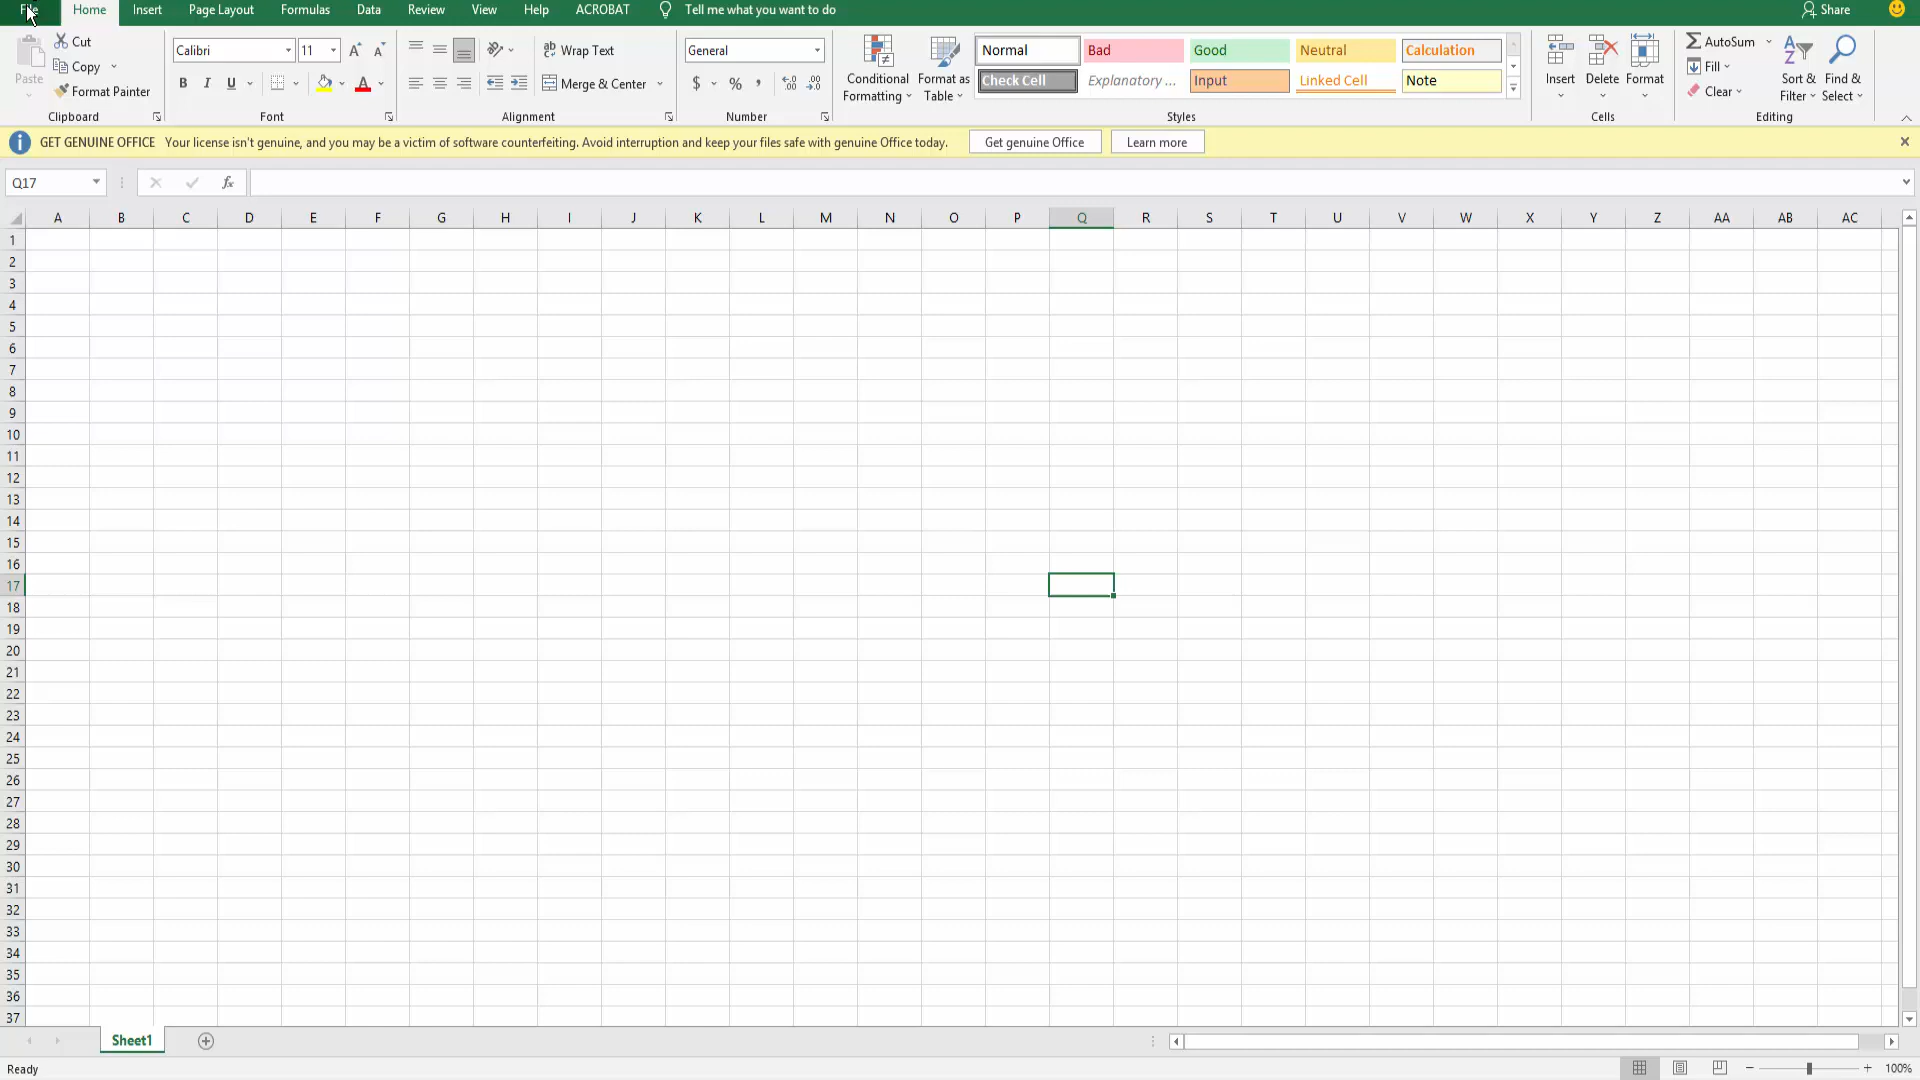 File Home Insert Page Layout Formulas Data Review View Help ACROBAT Tell me what you want to do Share
Cut
Copy
Format Painter
Paste
Clipboard
Calibri 11
B I U
Font
Wrap Text
Merge & Center
Alignment
General
$ % ,
Number
Conditional Formatting
Format as Table
Normal Bad Good Neutral Calculation
Check Cell Explanatory ... Input Linked Cell Note
Styles
Insert Delete Format
Cells
AutoSum
Fill
Clear
Sort & Filter
Find & Select
Editing
GET GENUINE OFFICE Your license isn't genuine, and you may be a victim of software counterfeiting. Avoid interruption and keep your files safe with genuine Office today. Get genuine Office Learn more
Q17 fx
A B C D E F G H I J K L M N O P Q R S T U V W X Y Z AA AB AC
1
2
3
4
5
6
7
8
9
10
11
12
13
14
15
16
17
18
19
20
21
22
23
24
25
26
27
28
29
30
31
32
33
34
35
36
37
Sheet1
Ready 100%